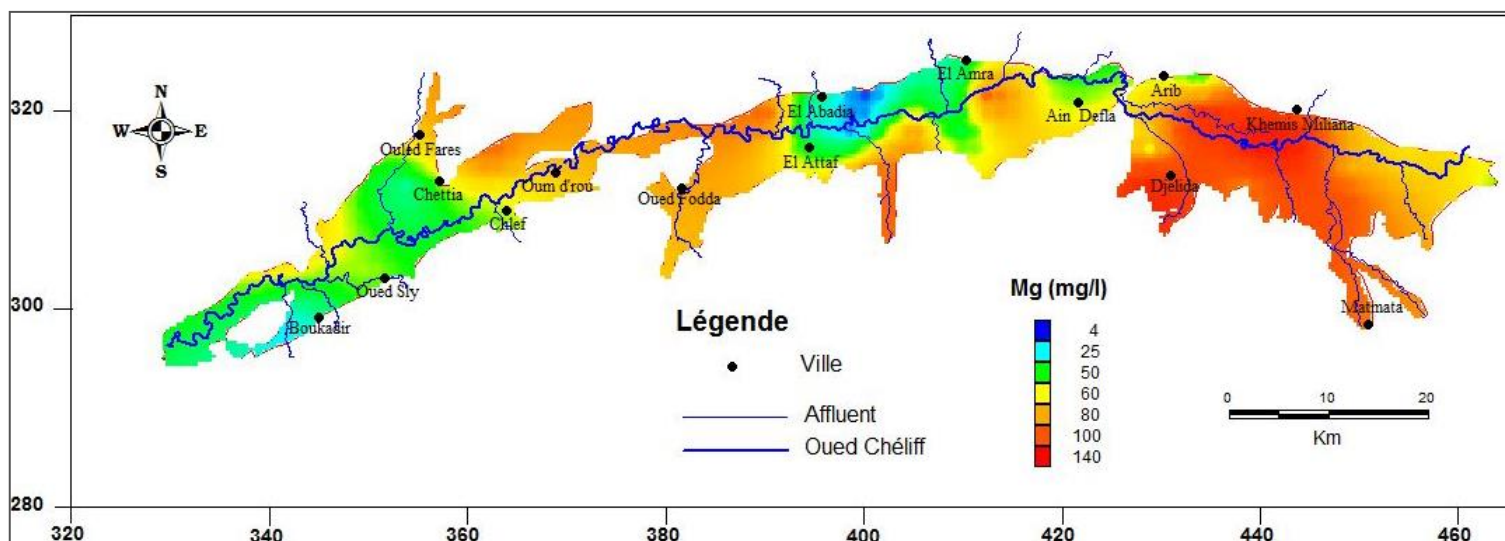 N
W E
S
320
300
280
320 340 360 380 400 420 440 460
Ouled Fares
Chettia
Oum d'rou
Chlef
Oued Sly
Boukadir
Oued Fodda
El Abadia
El Attaf
El Amra
Ain Defla
Arib
Khemis Miliana
Djelida
Matmata
Légende
Ville
Affluent
Oued Chéliff
Mg (mg/l)
4
25
50
60
80
100
140
0 10 20
Km